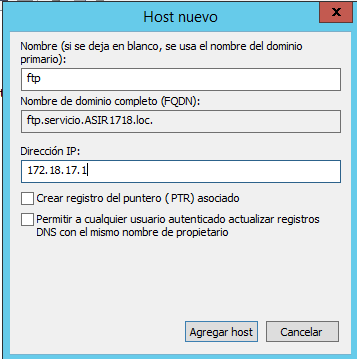 Host nuevo
x
Nombre (si se deja en blanco, se usa el nombre del dominio
primario):
ftp
Nombre de dominio completo (FQDN):
ftp.servicio.ASIR1718.loc.
Dirección IP:
172.18.17.1
Crear registro del puntero (PTR) asociado
Permitir a cualquier usuario autenticado actualizar registros
DNS con el mismo nombre de propietario
Agregar host Cancelar